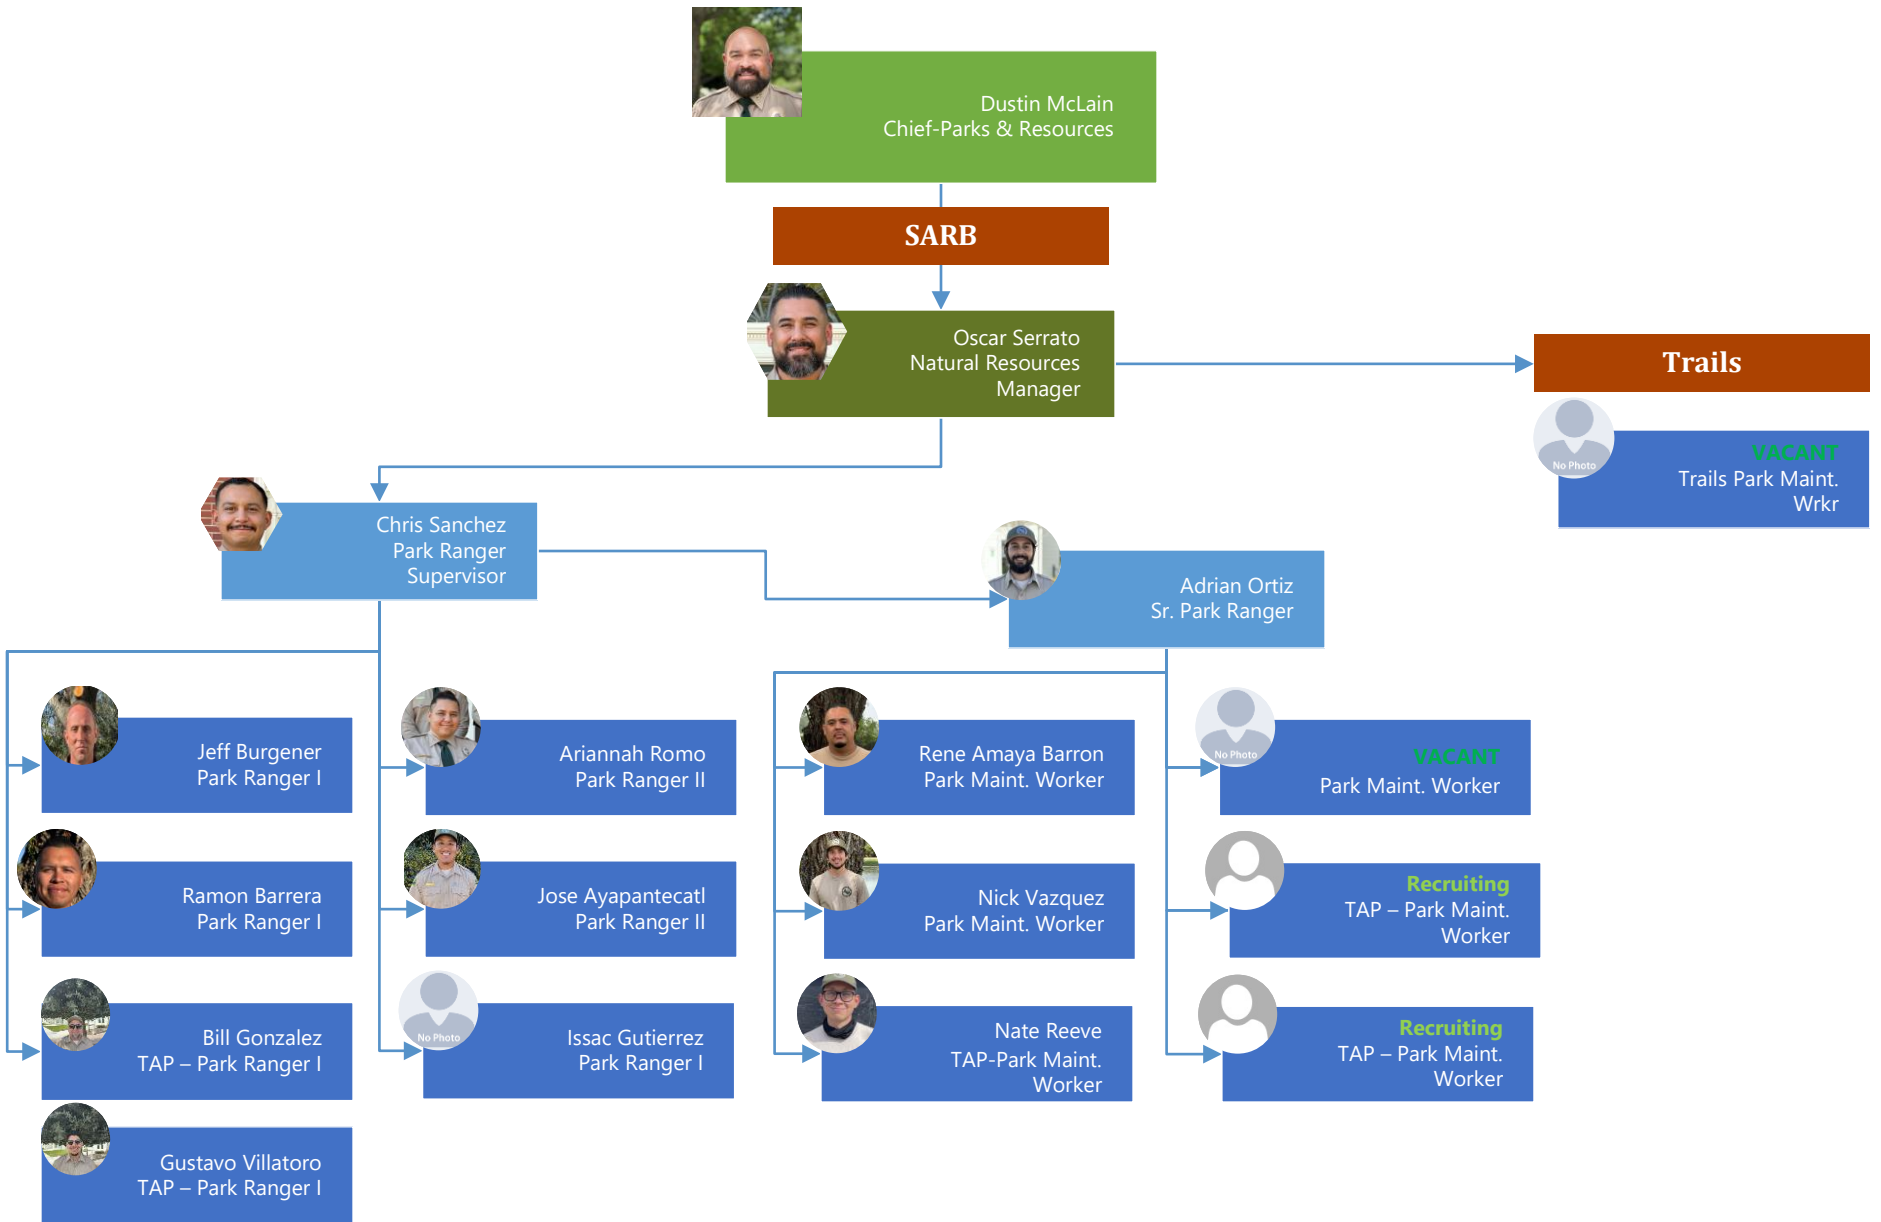 Dustin McLain
Chief-Parks & Resources
SARB
Oscar Serrato
Natural Resources
Manager
Trails
No Photo
VACANT
Trails Park Maint.
Wrkr
Chris Sanchez
Park Ranger
Supervisor
Adrian Ortiz
Sr. Park Ranger
Jeff Burgener
Park Ranger I
Ariannah Romo
Park Ranger II
Rene Amaya Barron
Park Maint. Worker
No Photo
VACANT
Park Maint. Worker
Ramon Barrera
Park Ranger I
Jose Ayapantecatl
Park Ranger II
Nick Vazquez
Park Maint. Worker
Recruiting
TAP – Park Maint.
Worker
Bill Gonzalez
TAP – Park Ranger I
No Photo
Issac Gutierrez
Park Ranger I
Nate Reeve
TAP-Park Maint.
Worker
Recruiting
TAP – Park Maint.
Worker
Gustavo Villatoro
TAP – Park Ranger I